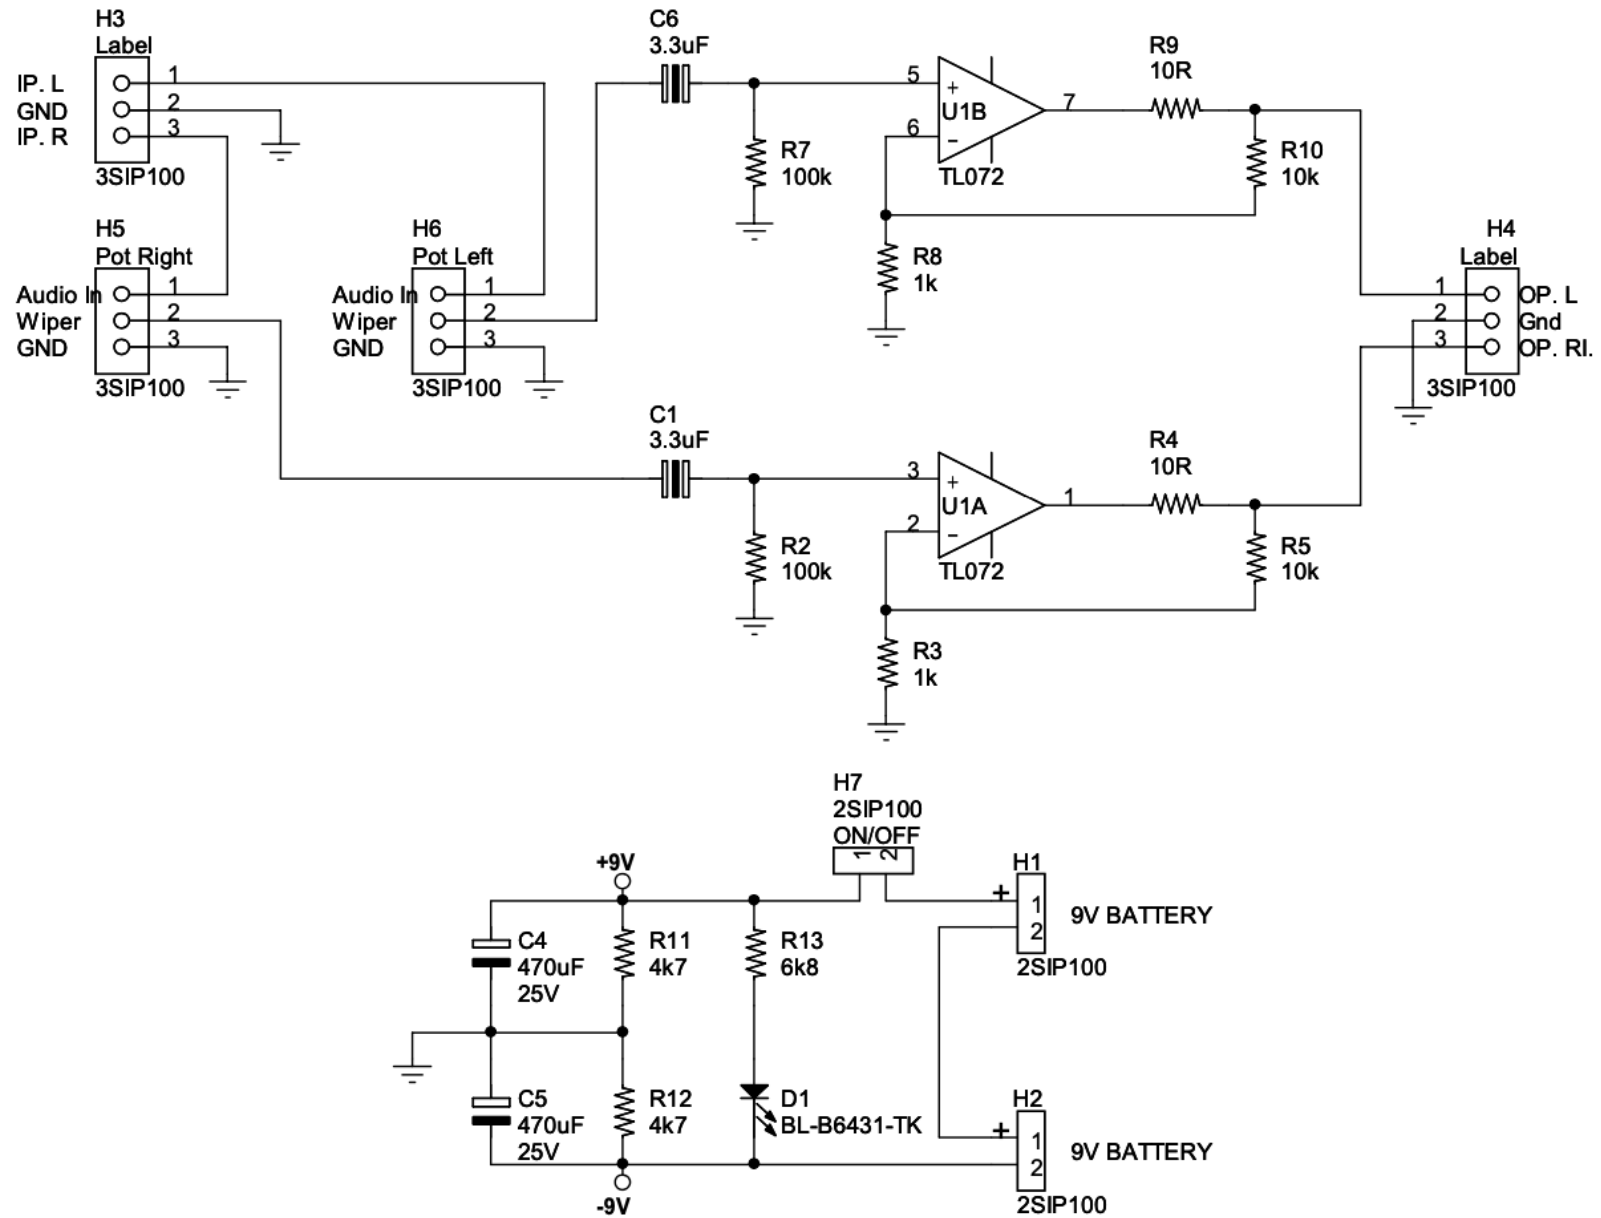 H3
Label
IP. L
GND
IP. R
1
2
3
3SIP100
C6
3.3uF
R7
100k
5
6
+
-
U1B
7
TL072
R9
10R
R10
10k
R8
1k
H5
Pot Right
Audio In
Wiper
GND
1
2
3
3SIP100
H6
Pot Left
Audio In
Wiper
GND
1
2
3
3SIP100
H4
Label
1
2
3
OP. L
Gnd
OP. RI.
3SIP100
C1
3.3uF
R2
100k
3
2
+
-
U1A
1
TL072
R4
10R
R5
10k
R3
1k
H7
2SIP100
ON/OFF
1
2
+9V
C4
470uF
25V
R11
4k7
R13
6k8
H1
+
1
2
9V BATTERY
2SIP100
C5
470uF
25V
R12
4k7
D1
BL-B6431-TK
H2
+
1
2
9V BATTERY
2SIP100
-9V